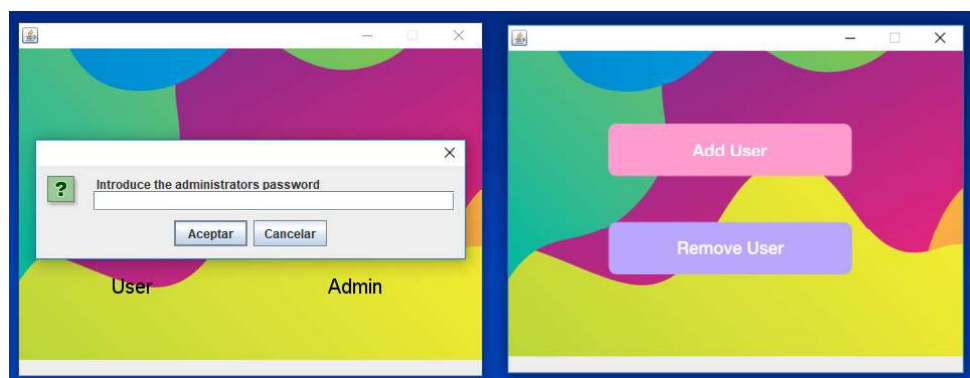 Introduce the administrators password
Aceptar Cancelar
User Admin
Add User
Remove User